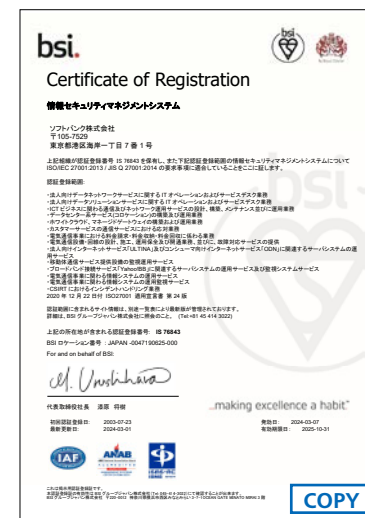 bsi.
Certificate of Registration
情報セキュリティマネジメントシステム
ソフトバンク株式会社
〒105-7529
東京都港区海岸一丁目7番1号
上記組織が認証登録番号 IS 76843 を保有し、また下記認証登録範囲の情報セキュリティマネジメントシステムについて
ISO/IEC 27001:2013 / JIS Q 27001:2014 の要求事項に適合していることをここに証します。
認証登録範囲:
・法人向けデータネットワークサービスに関する IT オペレーションおよびサービスデスク業務
・法人向けソリューションサービスに関する IT オペレーションおよびサービスデスク業務
・ICT ビジネスに関わる通信及びネットワーク運用サービスの設計、構築、メンテナンス並びに運用業務
・データセンター系サービス(コロケーション)の構築及び運用業務
・ホワイトクラウド、マネージドゲートウェイの構築および運用業務
・カスタマーサービスの通信サービスにおける応対業務
・電気通信事業における料金請求・料金収納・料金回収に係わる業務
・電気通信設備・回線の設計、施工、運用保全及び関連業務、並びに、故障対応サービスの提供
・法人向けインターネットサービス「ULTINA」及びコンシューマ向けインターネットサービス「ODN」に関するサーバシステムの運
用サービス
・移動体通信サービス提供設備の監視運用サービス
・ブロードバンド接続サービス「Yahoo!BB」に関連するサーバシステムの運用サービス及び監視システムサービス
・電気通信事業に関わる情報システムの運用サービス
・電気通信事業に関わる情報システムの運用監視サービス
・CSIRT におけるインシデントハンドリング業務
2020 年 12 月 22 日付 ISO27001 適用宣言書 第 24 版
認証範囲に含まれるサイト情報は、別途一覧表により最新版が管理されております。
詳細は、BSI グループジャパン株式会社に照会のこと。 (Tel:+81 45 414 3022)
上記の所在地が含まれる認証登録番号: IS 76843
BSI ロケーション番号 : JAPAN -0047190625-000
For and on behalf of BSI:
代表取締役社長 漆原 将樹
...making excellence a habit.™
初回認証登録日: 2003-07-23
発効日: 2024-03-07
最新更新日: 2024-03-01
有効期限日: 2025-10-31
IAF
ANAB
ACCREDITED
ISMS-AC
COPY